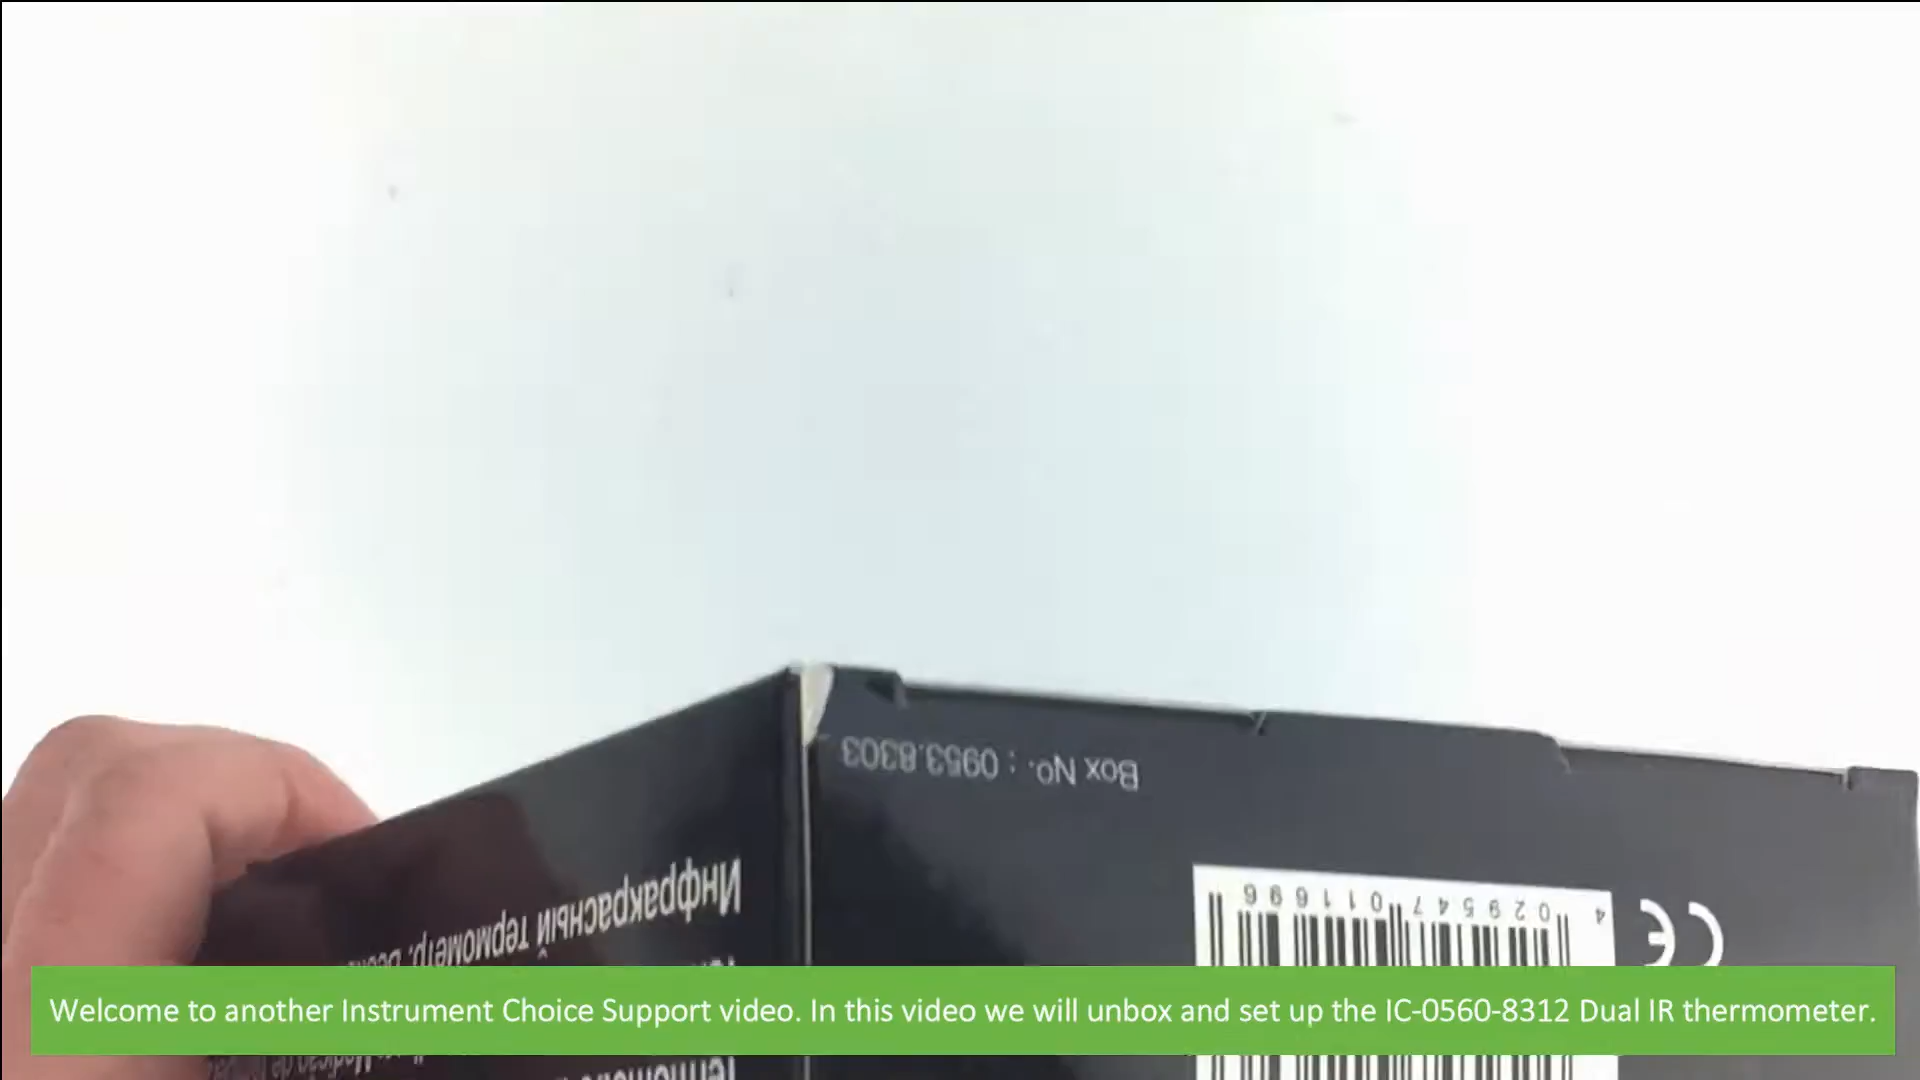 Box No. : 0953.8303
4 029547 011696
CE
Инфракрасный термометр.
Welcome to another Instrument Choice Support video. In this video we will unbox and set up the IC-0560-8312 Dual IR thermometer.